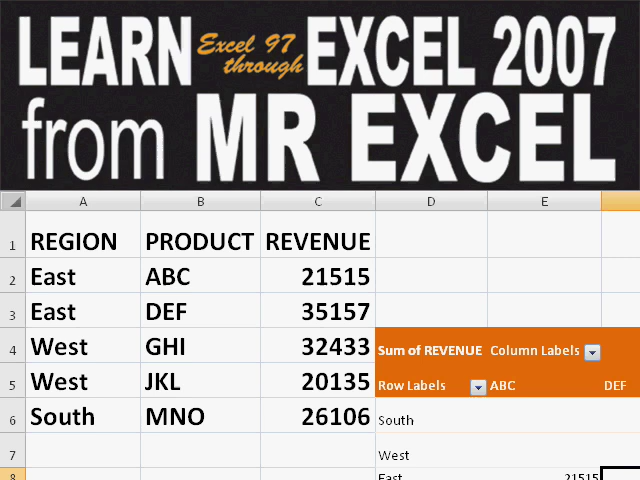 LEARN Excel 97 through EXCEL 2007
from MR EXCEL
A B C D E
1 REGION PRODUCT REVENUE
2 East ABC 21515
3 East DEF 35157
4 West GHI 32433 Sum of REVENUE Column Labels
5 West JKL 20135 Row Labels ABC DEF
6 South MNO 26106 South
7 West
8 East 21515